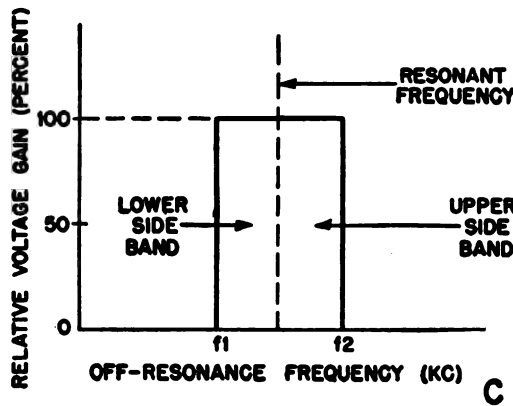 RELATIVE VOLTAGE GAIN (PERCENT)
RESONANT
FREQUENCY
100
50
0
LOWER
SIDE
BAND
UPPER
SIDE
BAND
f1
f2
OFF-RESONANCE FREQUENCY (KC)
C